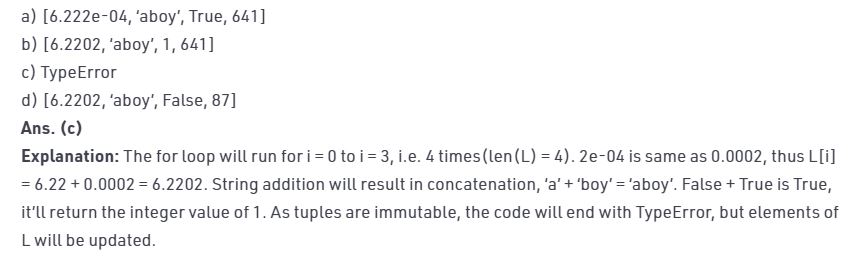 a) [6.222e-04, ‘aboy’, True, 641]
b) [6.2202, ‘aboy’, 1, 641]
c) TypeError
d) [6.2202, ‘aboy’, False, 87]
Ans. (c)
Explanation: The for loop will run for i = 0 to i = 3, i.e. 4 times(len(L) = 4). 2e-04 is same as 0.0002, thus L[i]
= 6.22 + 0.0002 = 6.2202. String addition will result in concatenation, ‘a’ + ‘boy’ = ‘aboy’. False + True is True,
it’ll return the integer value of 1. As tuples are immutable, the code will end with TypeError, but elements of
L will be updated.